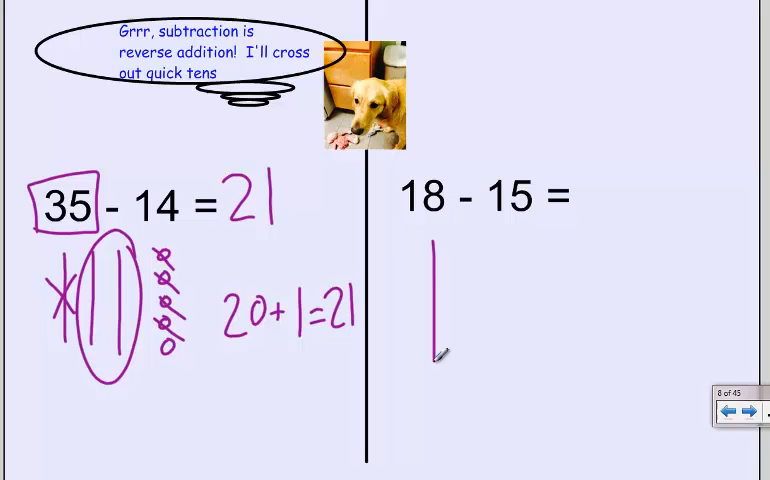 Grrr, subtraction is
reverse addition! I'll cross
out quick tens
35 - 14 = 21
20+1=21
18 - 15 =
8 of 45